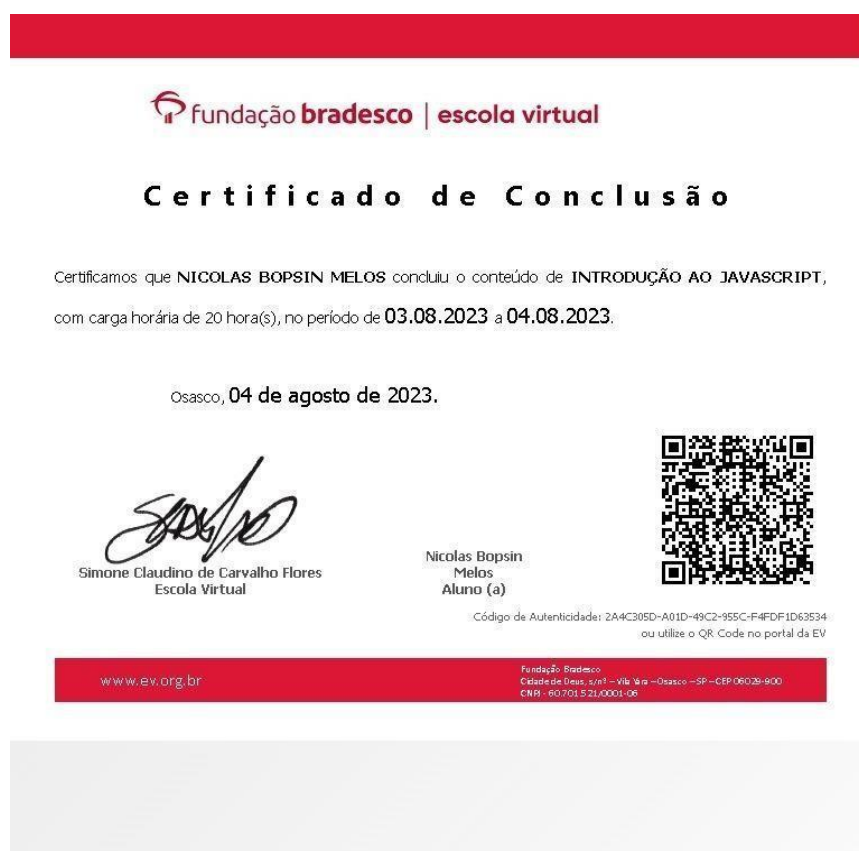 fundação bradesco | escola virtual
Certificado de Conclusão
Certificamos que NICOLAS BOPSIN MELOS concluiu o conteúdo de INTRODUÇÃO AO JAVASCRIPT,
com carga horária de 20 hora(s), no período de 03.08.2023 a 04.08.2023.
Osasco, 04 de agosto de 2023.
Simone Claudino de Carvalho Flores
Escola Virtual
Nicolas Bopsin
Melos
Aluno (a)
Código de Autenticidade: 2A4C305D-A01D-49C2-955C-F4FDF1D63534
ou utilize o QR Code no portal da EV
www.ev.org.br
Fundação Bradesco
Cidade de Deus, s/nº – Vila Yara – Osasco – SP – CEP 06029-900
CNPJ - 60.701.521/0001-06